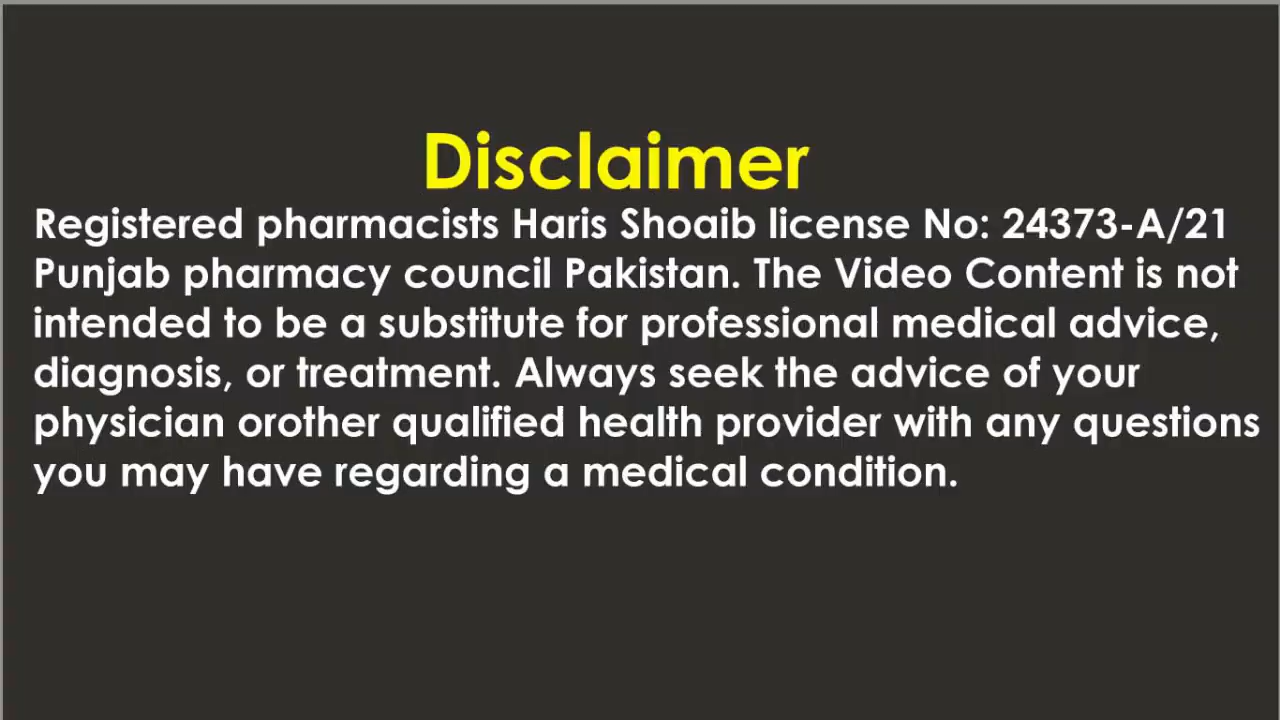 Disclaimer
Registered pharmacists Haris Shoaib license No: 24373-A/21
Punjab pharmacy council Pakistan. The Video Content is not
intended to be a substitute for professional medical advice,
diagnosis, or treatment. Always seek the advice of your
physician orother qualified health provider with any questions
you may have regarding a medical condition.